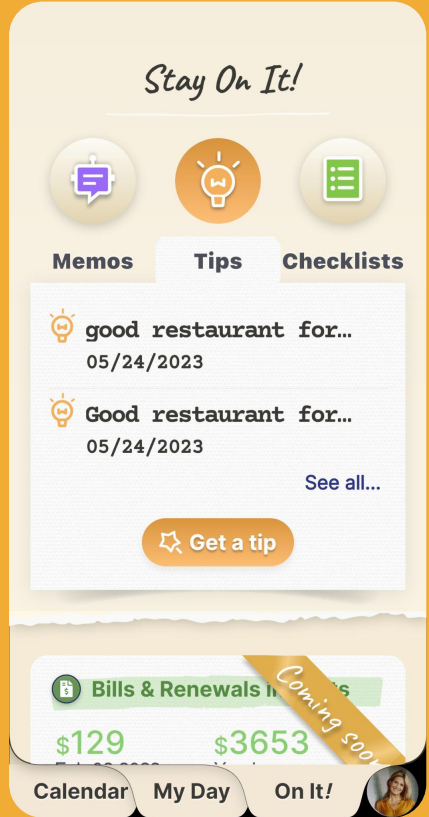 Stay On It!
Memos
Tips
Checklists
good restaurant for...
05/24/2023
Good restaurant for...
05/24/2023
See all...
Get a tip
Bills & Renewals
Coming soon
$129
$3653
Calendar
My Day
On It!